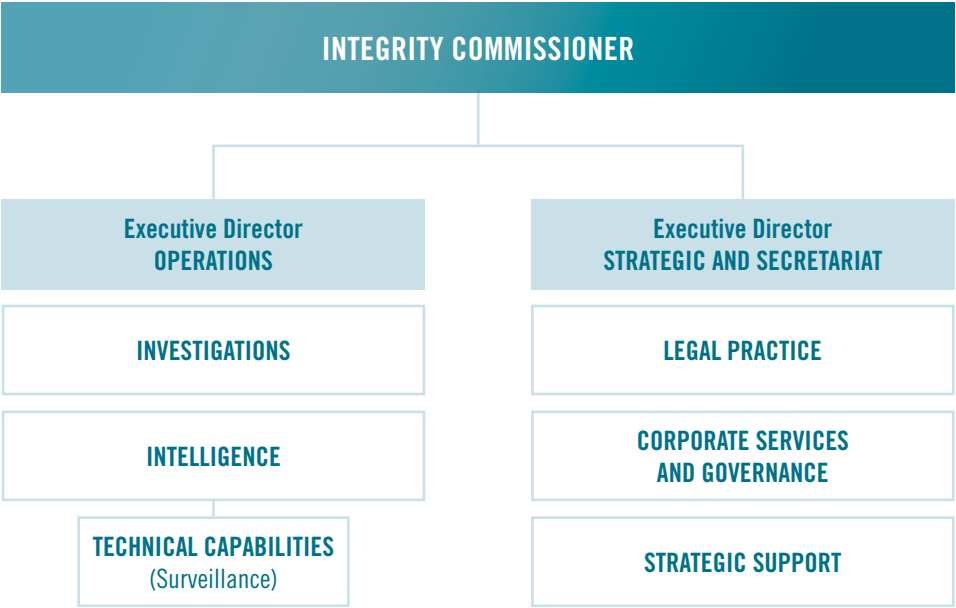 INTEGRITY COMMISSIONER
Executive Director
OPERATIONS
INVESTIGATIONS
INTELLIGENCE
TECHNICAL CAPABILITIES
(Surveillance)
Executive Director
STRATEGIC AND SECRETARIAT
LEGAL PRACTICE
CORPORATE SERVICES
AND GOVERNANCE
STRATEGIC SUPPORT